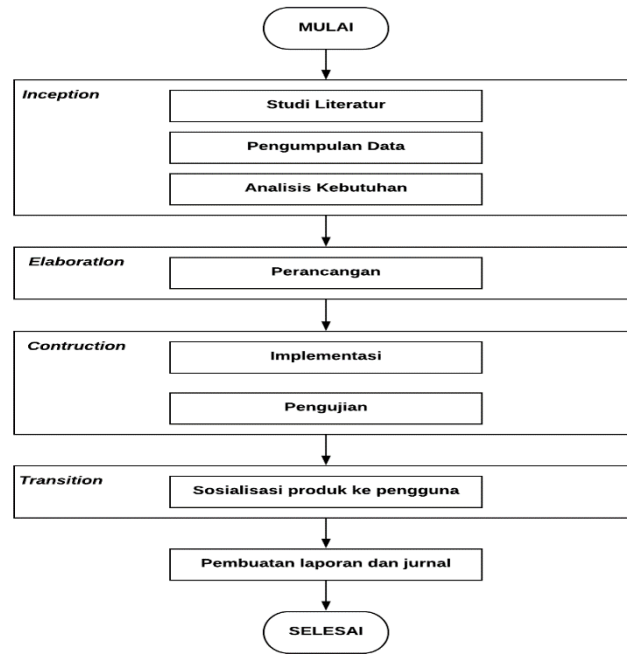 MULAI
Inception
Studi Literatur
Pengumpulan Data
Analisis Kebutuhan
Elaboration
Perancangan
Contruction
Implementasi
Pengujian
Transition
Sosialisasi produk ke pengguna
Pembuatan laporan dan jurnal
SELESAI